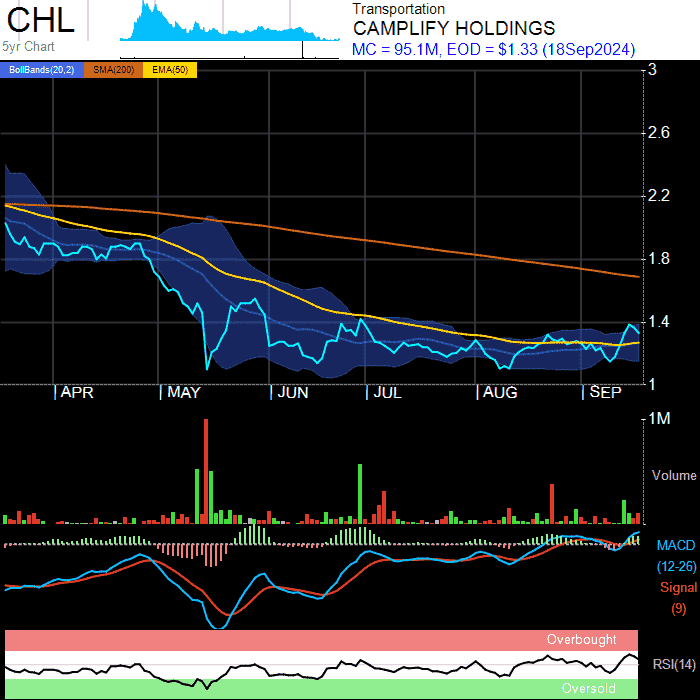 CHL
5yr Chart
Transportation
CAMPLIFY HOLDINGS
MC = 95.1M, EOD = $1.33 (18Sep2024)
BollBands(20,2) SMA(200) EMA(50)
3
2.6
2.2
1.8
1.4
1
APR MAY JUN JUL AUG SEP
1M
Volume
MACD
(12-26)
Signal
(9)
Overbought
RSI(14)
Oversold